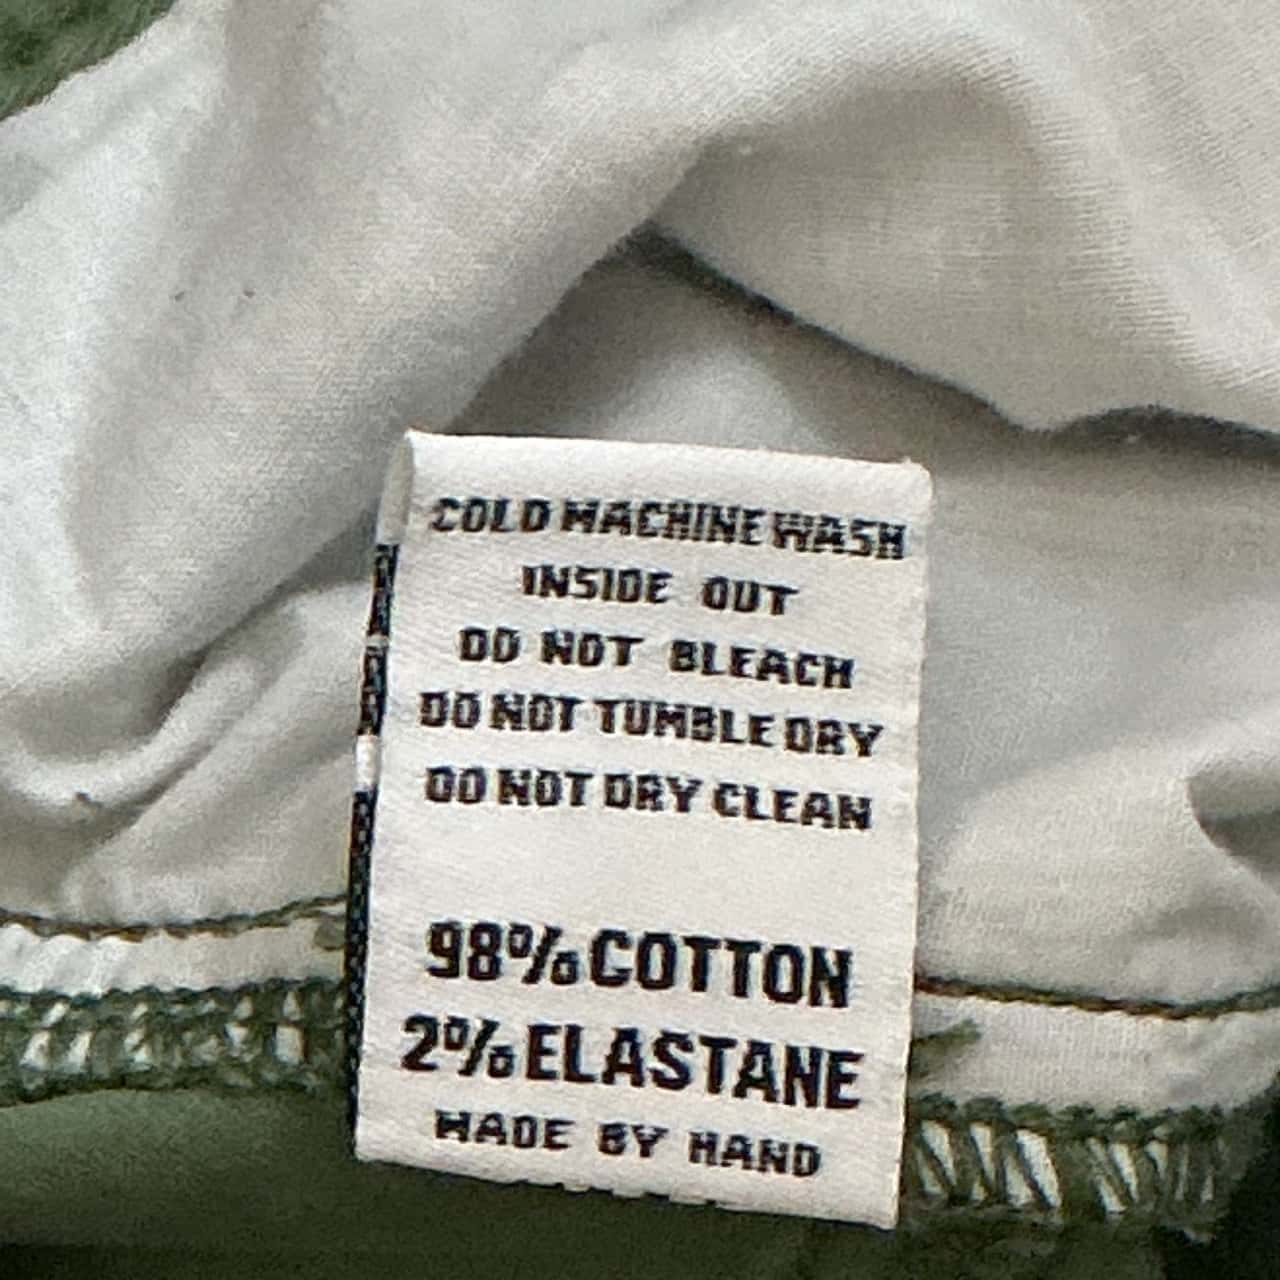 COLD MACHINE WASH
INSIDE OUT
DO NOT BLEACH
DO NOT TUMBLE DRY
DO NOT DRY CLEAN
98% COTTON
2% ELASTANE
MADE BY HAND